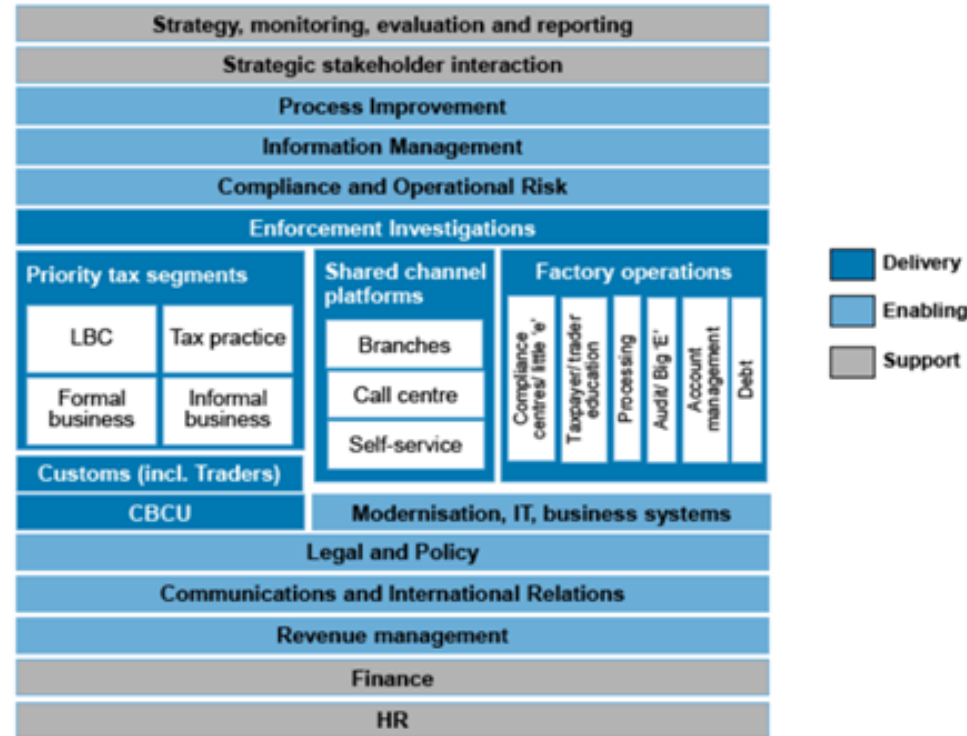 Strategy, monitoring, evaluation and reporting
Strategic stakeholder interaction
Process Improvement
Information Management
Compliance and Operational Risk
Enforcement Investigations
Priority tax segments
LBC
Tax practice
Formal
business
Informal
business
Shared channel
platforms
Branches
Call centre
Self-service
Factory operations
Compliance
centres/ little 'e'
Taxpayer/ trader
education
Processing
Audit/ Big 'E'
Account
management
Debt
Customs (incl. Traders)
CBCU
Modernisation, IT, business systems
Legal and Policy
Communications and International Relations
Revenue management
Finance
HR
Delivery
Enabling
Support